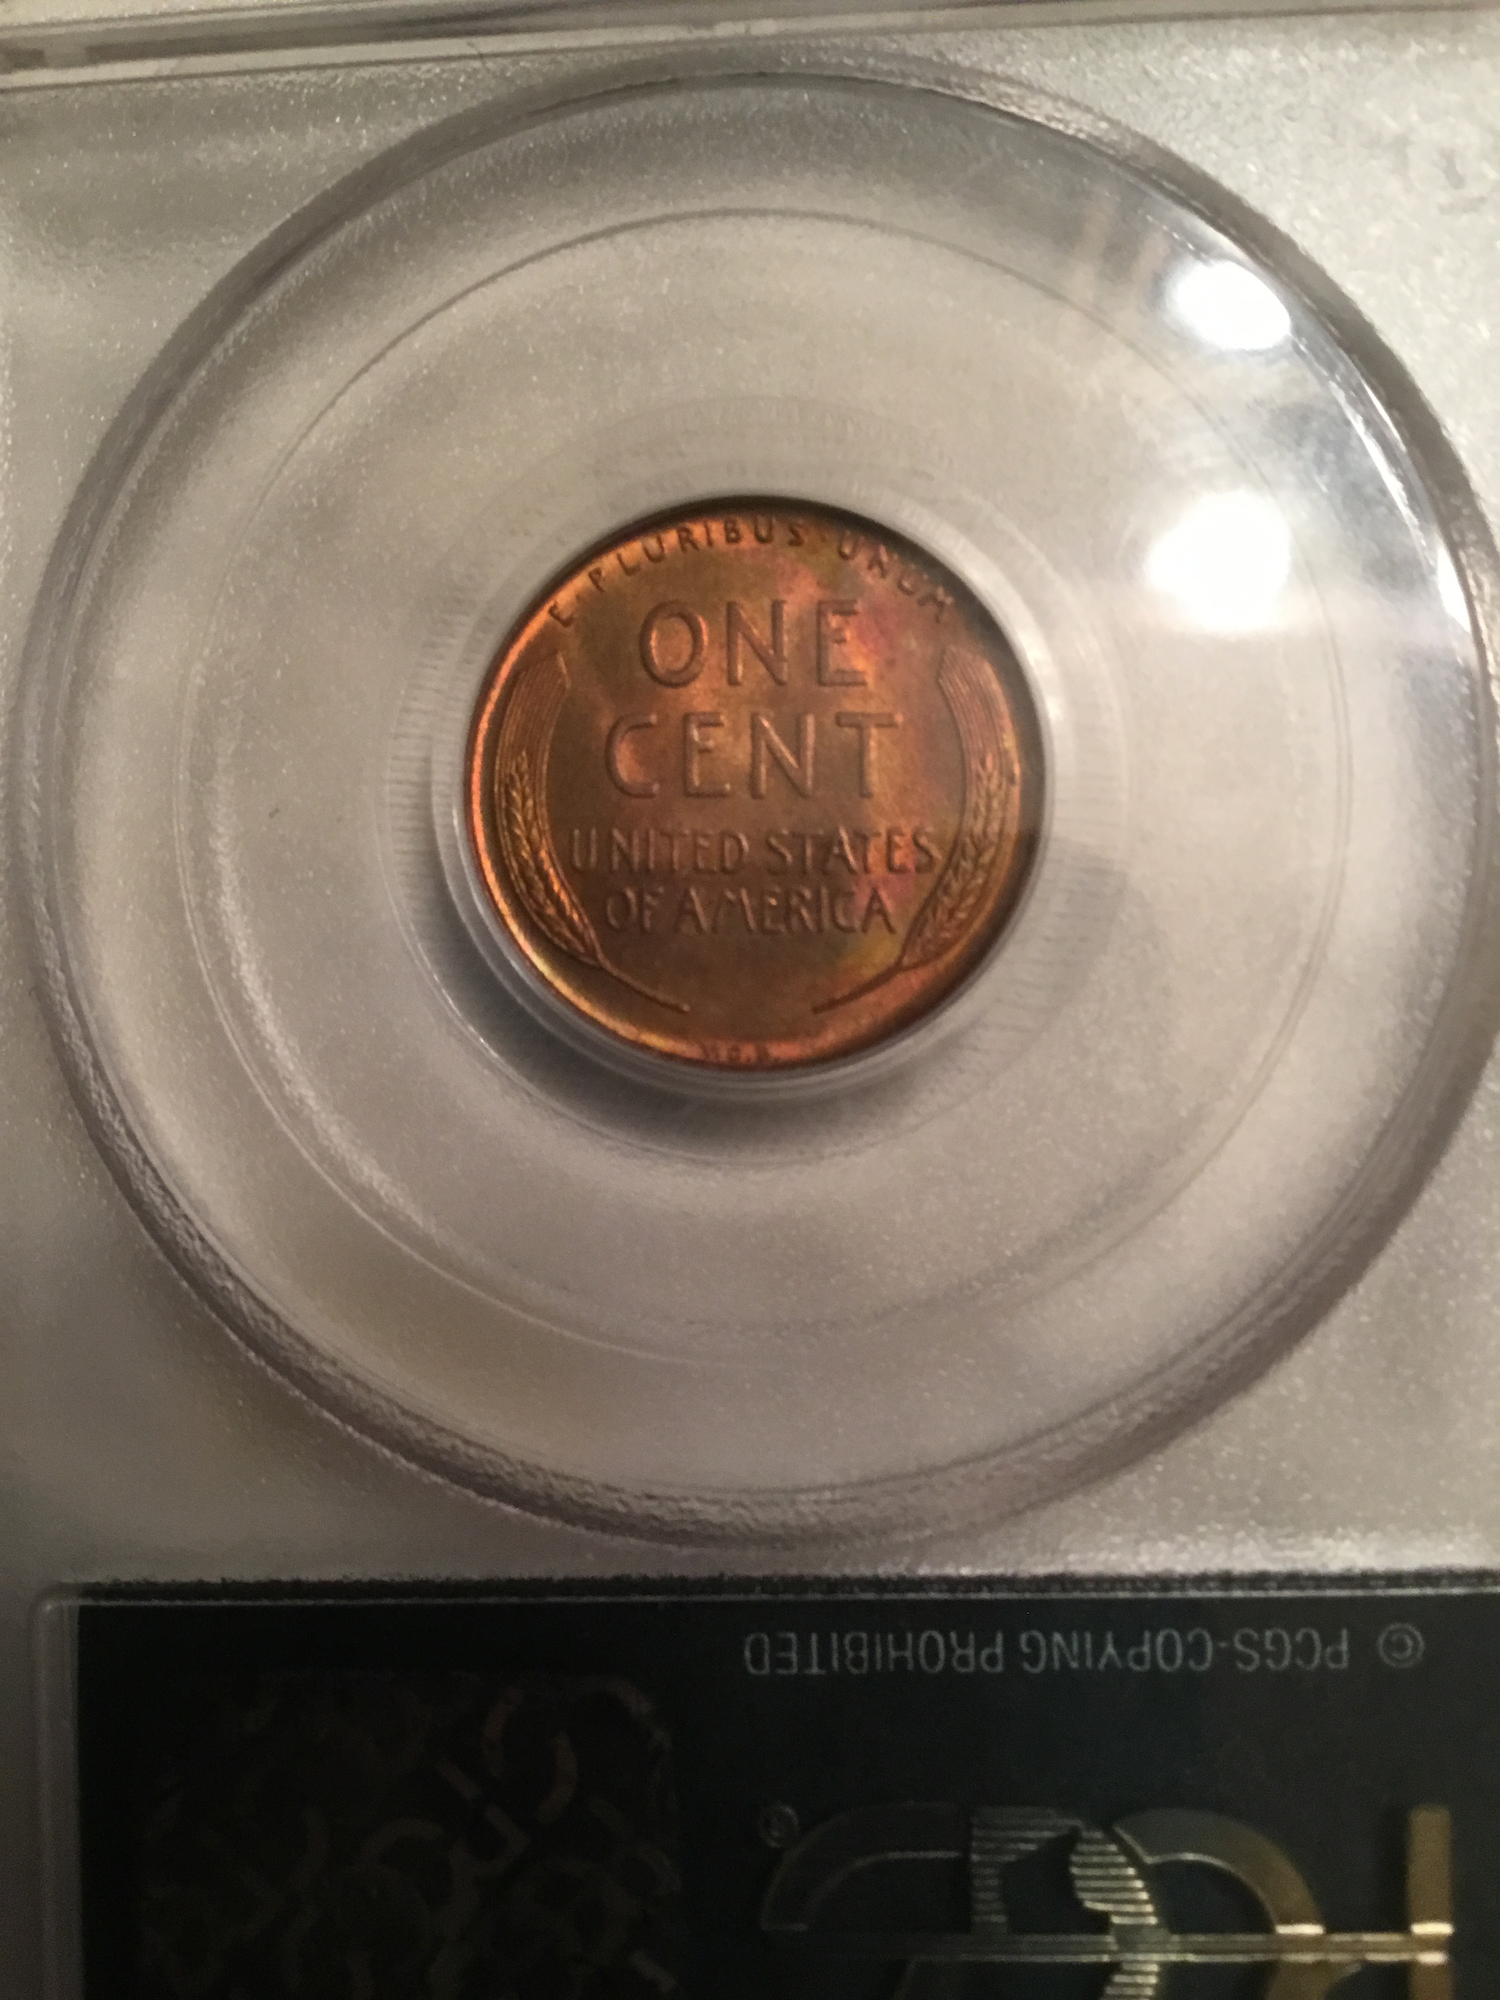 E · PLURIBUS · UNUM
ONE
CENT
UNITED STATES
OF AMERICA
V.D.B.
© PCGS-COPYING PROHIBITED
®